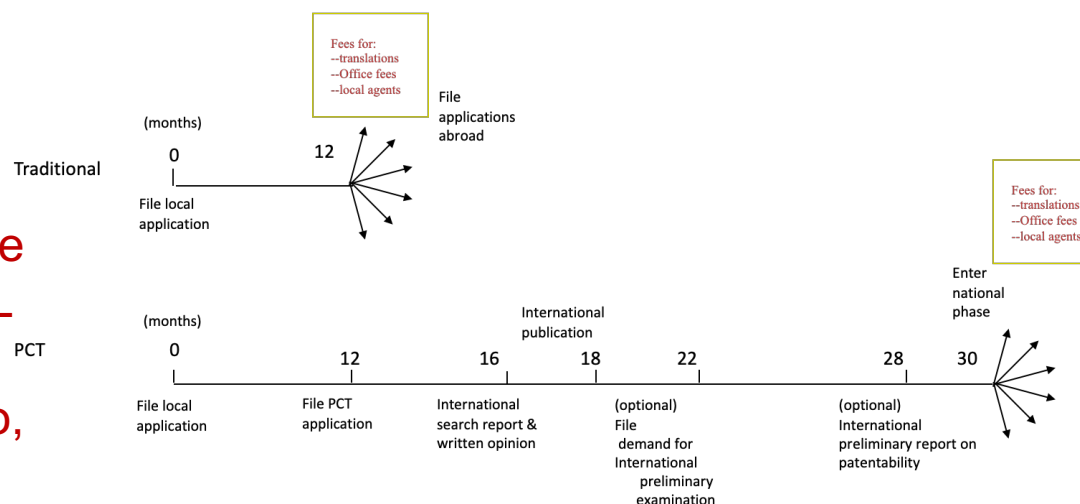 Fees for:
--translations
--Office fees
--local agents
File
applications
abroad
(months)
0
12
Traditional
File local
application
Fees for:
--translations
--Office fees
--local agents
e
Enter
national
phase
International
publication
(months)
PCT
0
12
16
18
22
28
30
File local
application
File PCT
application
International
search report &
written opinion
(optional)
File
demand for
International
preliminary
examination
(optional)
International
preliminary report on
patentability